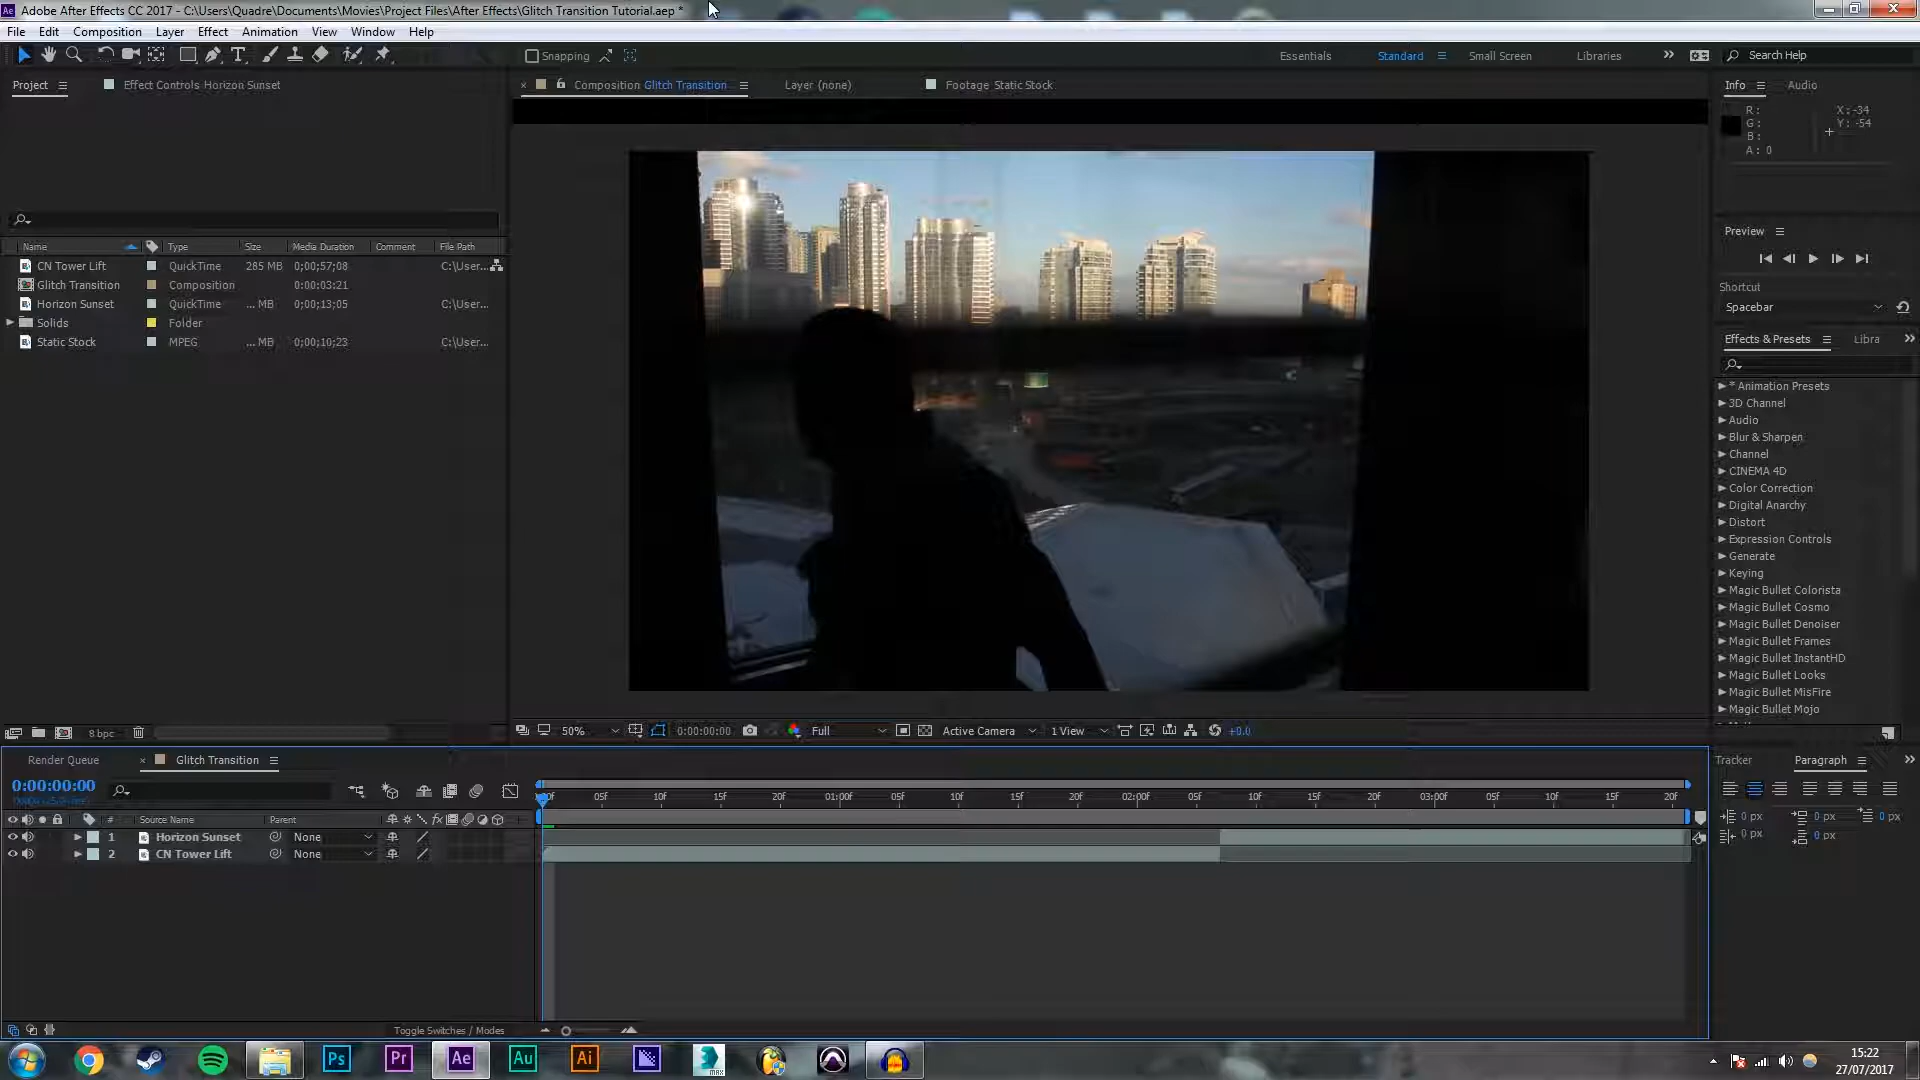 Adobe After Effects CC 2017 - C:\Users\Quadre\Documents\Movies\Project Files\After Effects\Glitch Transition Tutorial.aep *
File Edit Composition Layer Effect Animation View Window Help
Snapping Essentials Standard Small Screen Libraries Search Help
Project Effect Controls Horizon Sunset Composition Glitch Transition Layer (none) Footage Static Stock Info Audio
R: X: -34
G: Y: -54
B:
A: 0
Preview
Name Type Size Media Duration Comment File Path
CN Tower Lift QuickTime 285 MB 0;00;57;08 C:\User...
Glitch Transition Composition 0:00:03:21
Horizon Sunset QuickTime ... MB 0;00;13;05 C:\User...
Solids Folder
Static Stock MPEG ... MB 0;00;10;23 C:\User...
Shortcut
Spacebar
Effects & Presets Libra
* Animation Presets
3D Channel
Audio
Blur & Sharpen
Channel
CINEMA 4D
Color Correction
Digital Anarchy
Distort
Expression Controls
Generate
Keying
Magic Bullet Colorista
Magic Bullet Cosmo
Magic Bullet Denoiser
Magic Bullet Frames
Magic Bullet InstantHD
Magic Bullet Looks
Magic Bullet MisFire
Magic Bullet Mojo
8 bpc 50% 0:00:00:00 Full Active Camera 1 View +0.0
Render Queue Glitch Transition Tracker Paragraph
0:00:00:00
05f 10f 15f 20f 01:00f 05f 10f 15f 20f 02:00f 05f 10f 15f 20f 03:00f 05f 10f 15f 20f
# Source Name Parent
1 Horizon Sunset None
2 CN Tower Lift None
0 px 0 px 0 px
0 px 0 px
Toggle Switches / Modes
Ps Pr Ae Au Ai MAX
15:22
27/07/2017